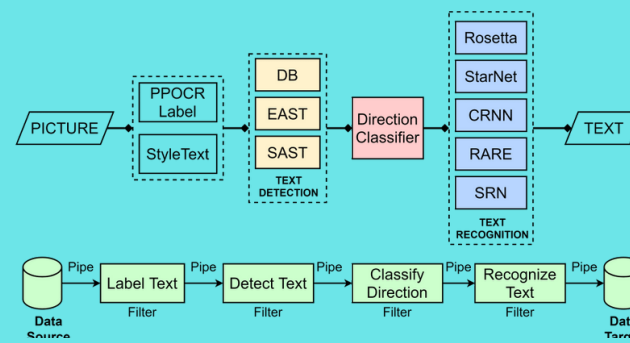 PICTURE
PPOCR
Label
StyleText
DB
EAST
SAST
TEXT
DETECTION
Direction
Classifier
Rosetta
StarNet
CRNN
RARE
SRN
TEXT
RECOGNITION
TEXT
Data
Source
Pipe
Label Text
Filter
Pipe
Detect Text
Filter
Pipe
Classify
Direction
Filter
Pipe
Recognize
Text
Filter
Pipe